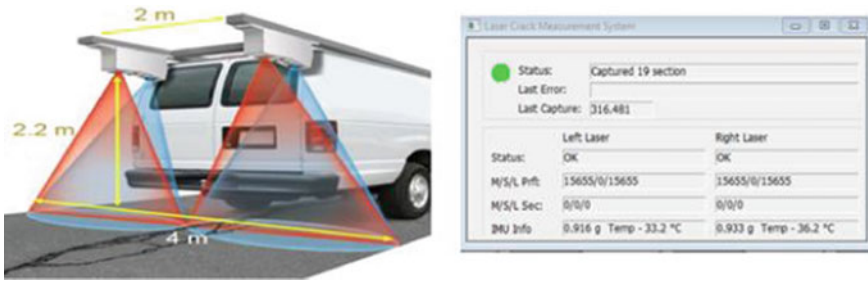 2 m
2.2 m
4 m
Laser Crack Measurement System
Status: Captured 19 section
Last Error:
Last Capture: 316.481
Left Laser Right Laser
Status: OK OK
M/S/L Prft: 15655/0/15655 15655/0/15655
M/S/L Sec: 0/0/0 0/0/0
IMU Info 0.916 g Temp - 33.2 °C 0.933 g Temp - 36.2 °C